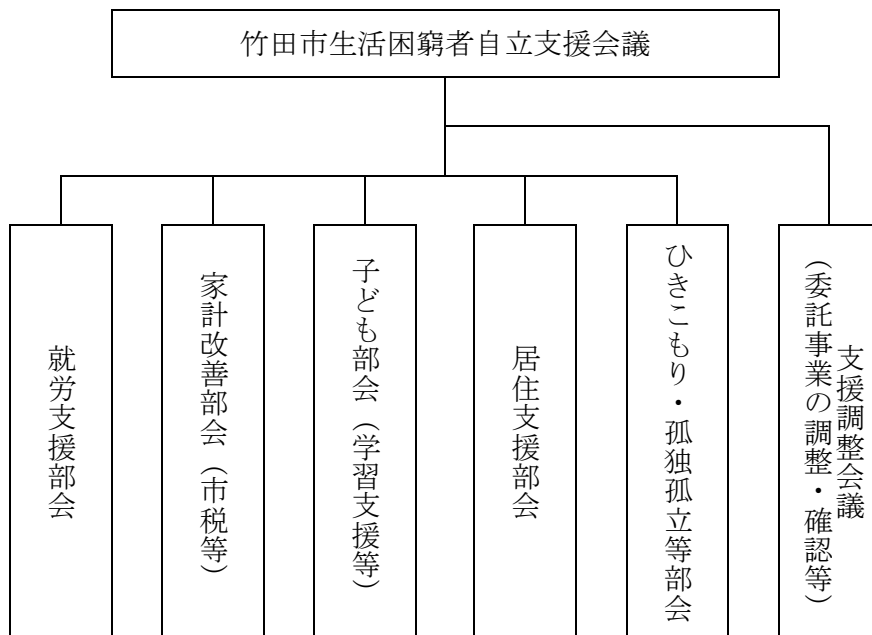 竹田市生活困窮者自立支援会議
就労支援部会
家計改善部会（市税等）
子ども部会（学習支援等）
居住支援部会
ひきこもり・孤独孤立等部会
支援調整会議
（委託事業の調整・確認等）